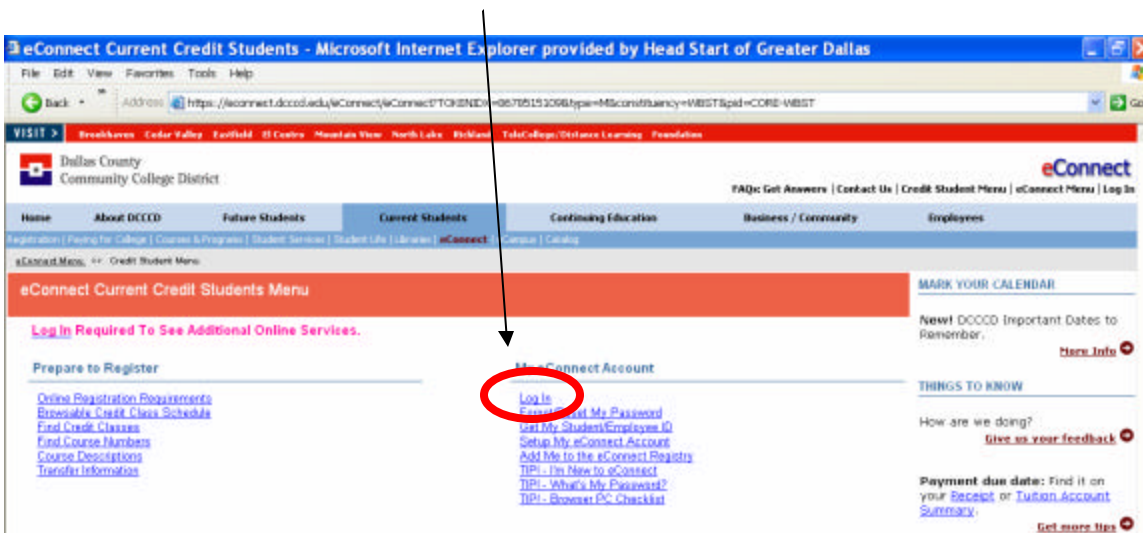 eConnect Current Credit Students - Microsoft Internet Explorer provided by Head Start of Greater Dallas
File Edit View Favorites Tools Help
Back Address
VISIT > Brookhaven Cedar Valley Eastfield El Centro Mountain View North Lake Richland TeleCollege/Distance Learning Foundation
Dallas County
Community College District
eConnect
FAQs: Get Answers | Contact Us | Credit Student Menu | eConnect Menu | Log In
Home About DCCCD Future Students Current Students Continuing Education Business / Community Employees
Registration | Paying for College | Courses & Programs | Student Services | Student Life | Libraries | eConnect | eCampus | Catalog
eConnect Menu >> Credit Student Menu
eConnect Current Credit Students Menu
Log In Required To See Additional Online Services.
Prepare to Register
Online Registration Requirements
Browsable Credit Class Schedule
Find Credit Classes
Find Course Numbers
Course Descriptions
Transfer Information
My eConnect Account
Log In
Forgot/Reset My Password
Get My Student/Employee ID
Setup My eConnect Account
Add Me to the eConnect Registry
TIP! - I'm New to eConnect
TIP! - What's My Password?
TIP! - Browser PC Checklist
MARK YOUR CALENDAR
New! DCCCD Important Dates to
Remember.
More Info
THINGS TO KNOW
How are we doing?
Give us your feedback
Payment due date: Find it on
your Receipt or Tuition Account
Summary.
Get more tips